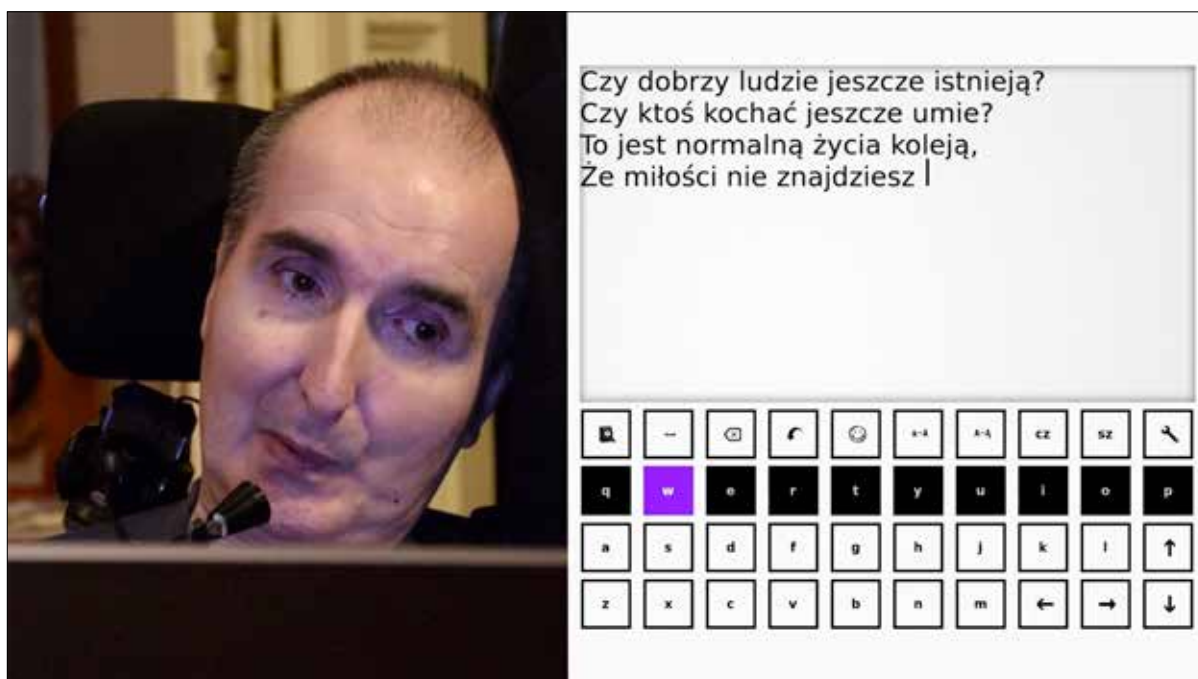 Czy dobrzy ludzie jeszcze istnieją?
Czy ktoś kochać jeszcze umie?
To jest normalną życia koleją,
Że miłości nie znajdziesz
cz sz
q w e r t y u i o p
a s d f g h j k l ↑
z x c v b n m ← → ↓